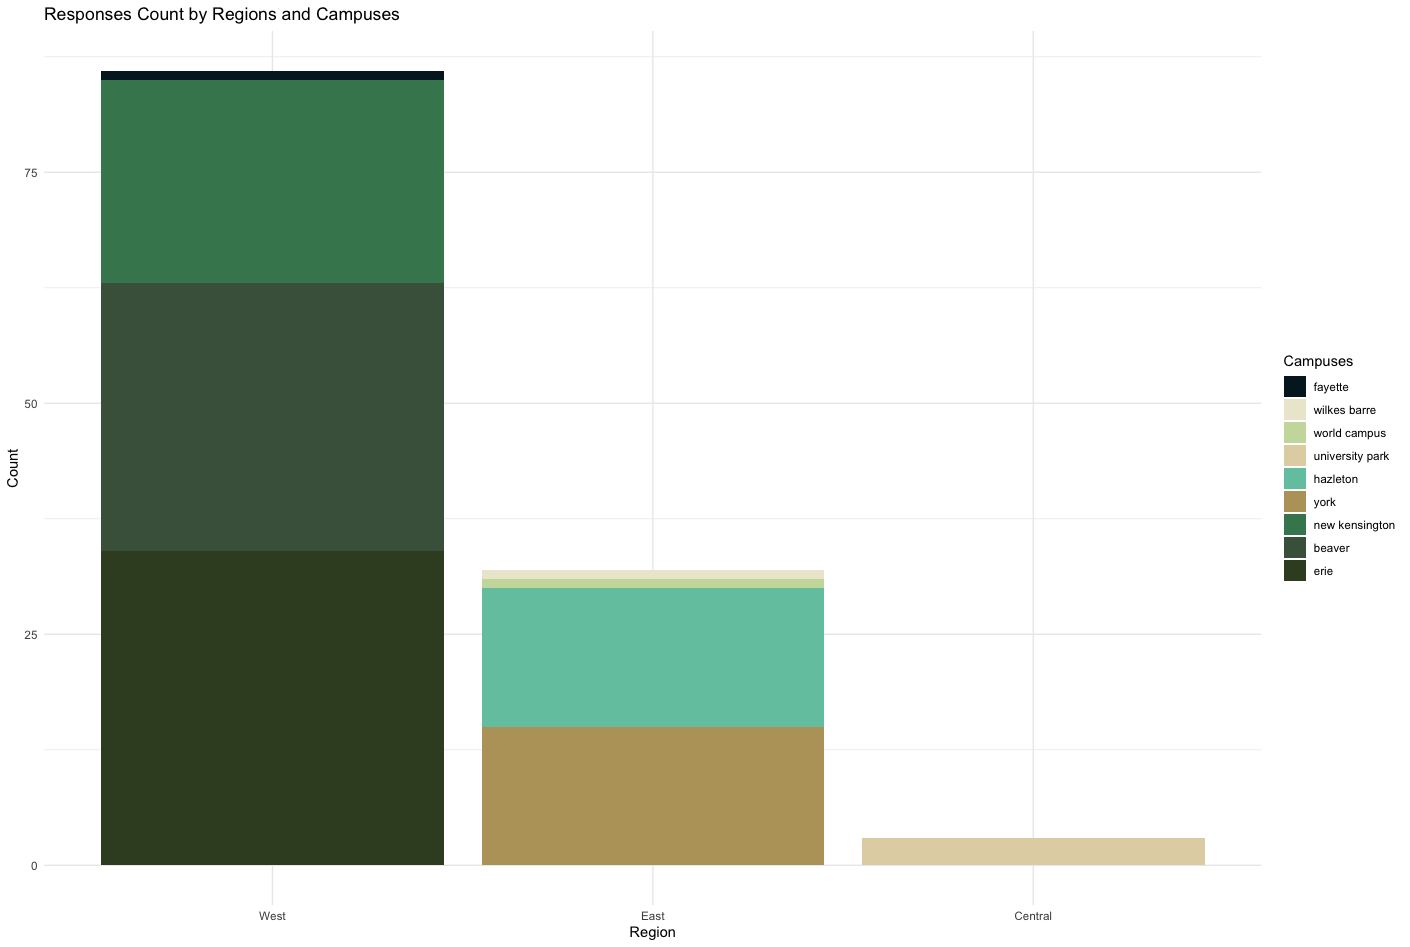 Responses Count by Regions and Campuses
75
50
25
0
Count
West
East
Central
Region
Campuses
fayette
wilkes barre
world campus
university park
hazleton
york
new kensington
beaver
erie